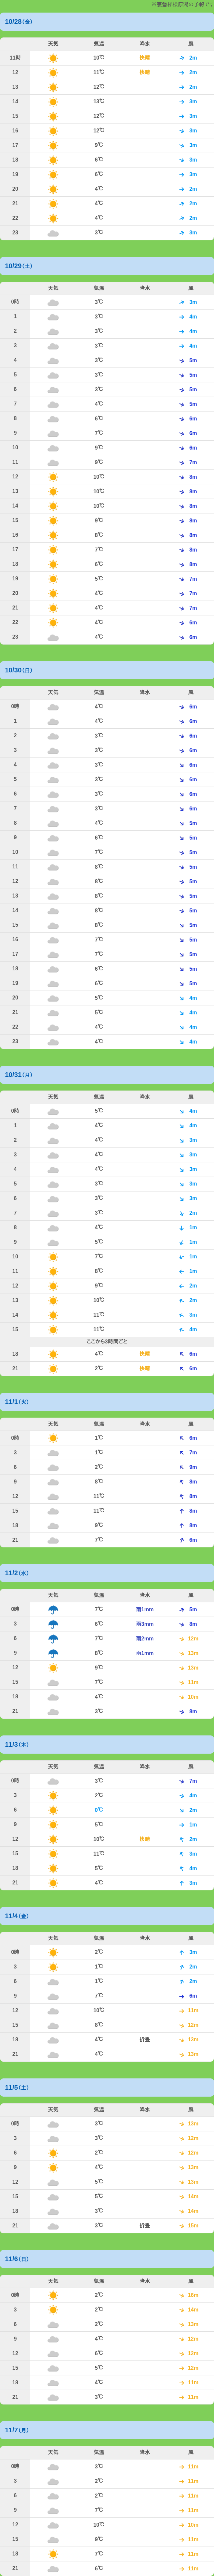 ※農業検松部減の予報です
10/28(金)
天気 気温 降水 風
11時 10℃ 快晴 2m
12 11℃ 快晴 2m
13 12℃ 2m
14 13℃ 3m
15 12℃ 3m
16 12℃ 3m
17 9℃ 3m
18 6℃ 3m
19 6℃ 3m
20 4℃ 2m
21 4℃ 2m
22 4℃ 2m
23 3℃ 3m
10/29(土)
天気 気温 降水 風
0時 3℃ 3m
1 3℃ 4m
2 3℃ 4m
3 3℃ 4m
4 3℃ 5m
5 3℃ 5m
6 3℃ 5m
7 4℃ 5m
8 6℃ 6m
9 7℃ 6m
10 9℃ 6m
11 9℃ 7m
12 10℃ 8m
13 10℃ 8m
14 10℃ 8m
15 9℃ 8m
16 8℃ 8m
17 7℃ 8m
18 6℃ 8m
19 5℃ 7m
20 4℃ 7m
21 4℃ 7m
22 4℃ 6m
23 4℃ 6m
10/30(日)
天気 気温 降水 風
0時 4℃ 6m
1 4℃ 6m
2 3℃ 6m
3 3℃ 6m
4 3℃ 6m
5 3℃ 6m
6 3℃ 6m
7 3℃ 6m
8 4℃ 5m
9 6℃ 5m
10 7℃ 5m
11 8℃ 5m
12 8℃ 5m
13 8℃ 5m
14 8℃ 5m
15 8℃ 5m
16 7℃ 5m
17 7℃ 5m
18 6℃ 5m
19 6℃ 5m
20 5℃ 4m
21 5℃ 4m
22 4℃ 4m
23 4℃ 4m
10/31(月)
天気 気温 降水 風
0時 5℃ 4m
1 4℃ 4m
2 4℃ 3m
3 4℃ 3m
4 4℃ 3m
5 3℃ 3m
6 3℃ 3m
7 3℃ 2m
8 4℃ 1m
9 5℃ 1m
10 7℃ 1m
11 8℃ 1m
12 9℃ 2m
13 10℃ 2m
14 11℃ 3m
15 11℃ 4m
ここから3時間ごと
18 4℃ 快晴 6m
21 2℃ 快晴 6m
11/1(火)
天気 気温 降水 風
0時 1℃ 6m
3 1℃ 7m
6 2℃ 9m
9 8℃ 8m
12 11℃ 8m
15 11℃ 8m
18 9℃ 8m
21 7℃ 6m
11/2(水)
天気 気温 降水 風
0時 7℃ 雨1mm 5m
3 6℃ 雨3mm 8m
6 7℃ 雨2mm 12m
9 8℃ 雨1mm 13m
12 9℃ 13m
15 7℃ 11m
18 4℃ 10m
21 3℃ 8m
11/3(木)
天気 気温 降水 風
0時 3℃ 7m
3 2℃ 4m
6 0℃ 2m
9 5℃ 1m
12 10℃ 快晴 2m
15 11℃ 3m
18 5℃ 4m
21 4℃ 3m
11/4(金)
天気 気温 降水 風
0時 2℃ 3m
3 1℃ 2m
6 1℃ 2m
9 7℃ 6m
12 10℃ 11m
15 8℃ 12m
18 4℃ 折畳 13m
21 4℃ 13m
11/5(土)
天気 気温 降水 風
0時 3℃ 13m
3 3℃ 12m
6 2℃ 12m
9 4℃ 13m
12 5℃ 13m
15 5℃ 14m
18 3℃ 14m
21 3℃ 折畳 15m
11/6(日)
天気 気温 降水 風
0時 2℃ 16m
3 2℃ 14m
6 2℃ 13m
9 4℃ 12m
12 6℃ 12m
15 5℃ 12m
18 4℃ 11m
21 3℃ 11m
11/7(月)
天気 気温 降水 風
0時 3℃ 11m
3 2℃ 11m
6 2℃ 11m
9 7℃ 11m
12 10℃ 10m
15 9℃ 11m
18 7℃ 11m
21 6℃ 11m